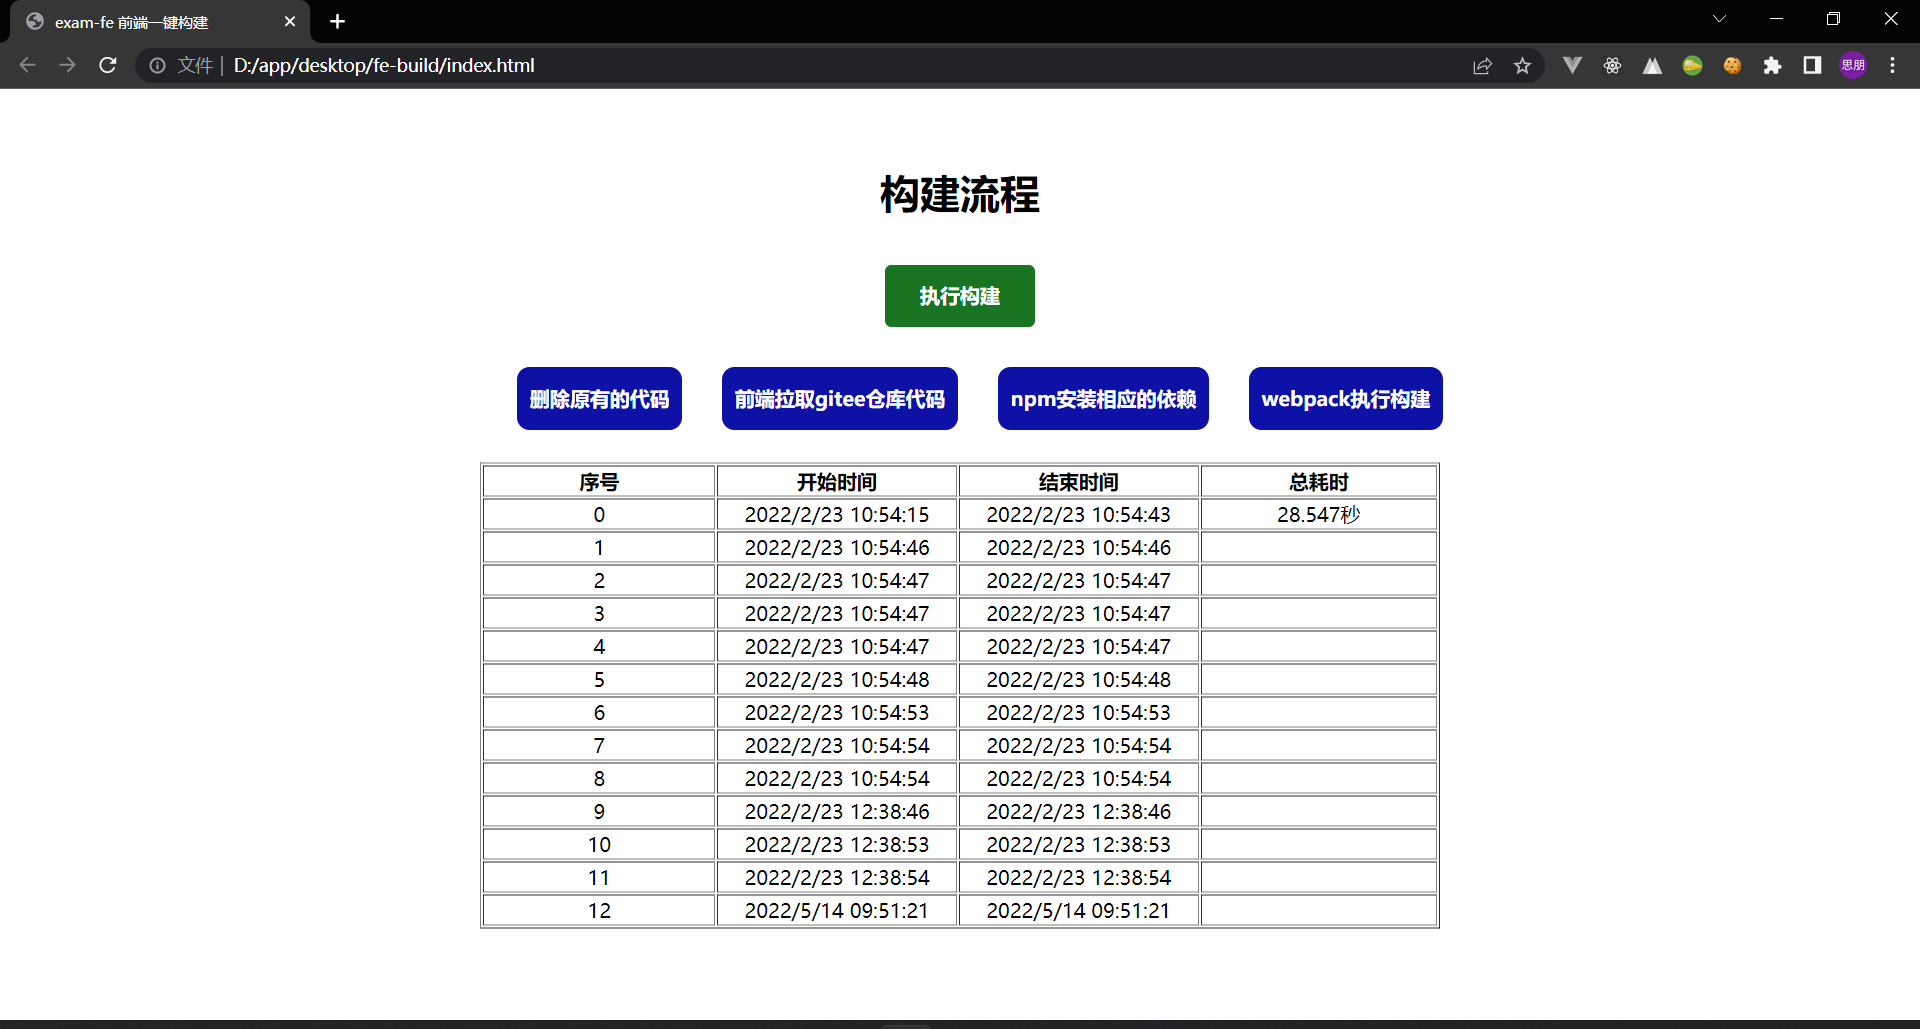 exam-fe 前端一键构建
文件 | D:/app/desktop/fe-build/index.html
思朋
构建流程
执行构建
删除原有的代码 前端拉取gitee仓库代码 npm安装相应的依赖 webpack执行构建
序号 开始时间 结束时间 总耗时
0 2022/2/23 10:54:15 2022/2/23 10:54:43 28.547秒
1 2022/2/23 10:54:46 2022/2/23 10:54:46
2 2022/2/23 10:54:47 2022/2/23 10:54:47
3 2022/2/23 10:54:47 2022/2/23 10:54:47
4 2022/2/23 10:54:47 2022/2/23 10:54:47
5 2022/2/23 10:54:48 2022/2/23 10:54:48
6 2022/2/23 10:54:53 2022/2/23 10:54:53
7 2022/2/23 10:54:54 2022/2/23 10:54:54
8 2022/2/23 10:54:54 2022/2/23 10:54:54
9 2022/2/23 12:38:46 2022/2/23 12:38:46
10 2022/2/23 12:38:53 2022/2/23 12:38:53
11 2022/2/23 12:38:54 2022/2/23 12:38:54
12 2022/5/14 09:51:21 2022/5/14 09:51:21